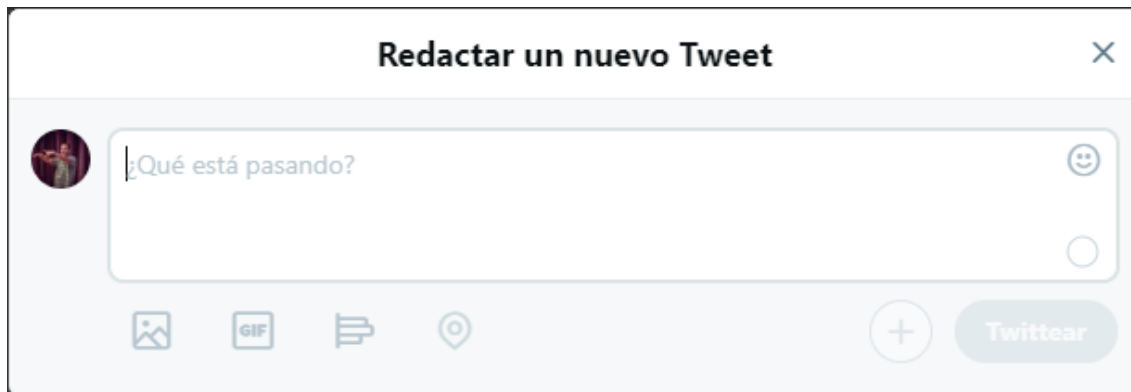 Redactar un nuevo Tweet
¿Qué está pasando?
GIF
Twittear